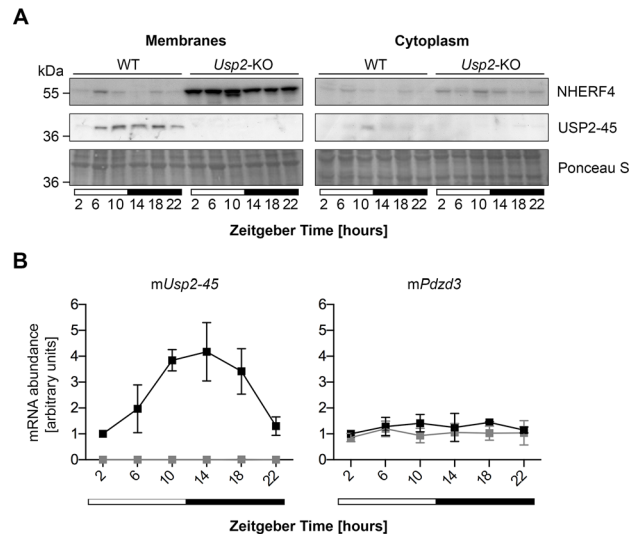 A
Membranes Cytoplasm
kDa WT Usp2-KO WT Usp2-KO
55 NHERF4
36 USP2-45
36 Ponceau S
2 6 10 14 18 22 2 6 10 14 18 22 2 6 10 14 18 22 2 6 10 14 18 22
Zeitgeber Time [hours]
B
mUsp2-45 mPdzd3
mRNA abundance
[arbitrary units]
6 6
5 5
4 4
3 3
2 2
1 1
0 0
2 6 10 14 18 22 2 6 10 14 18 22
Zeitgeber Time [hours]